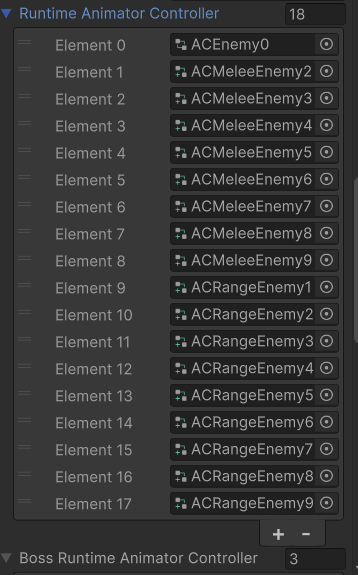 Runtime Animator Controller 18
Element 0 ACEnemy0
Element 1 ACMeleeEnemy2
Element 2 ACMeleeEnemy3
Element 3 ACMeleeEnemy4
Element 4 ACMeleeEnemy5
Element 5 ACMeleeEnemy6
Element 6 ACMeleeEnemy7
Element 7 ACMeleeEnemy8
Element 8 ACMeleeEnemy9
Element 9 ACRangeEnemy1
Element 10 ACRangeEnemy2
Element 11 ACRangeEnemy3
Element 12 ACRangeEnemy4
Element 13 ACRangeEnemy5
Element 14 ACRangeEnemy6
Element 15 ACRangeEnemy7
Element 16 ACRangeEnemy8
Element 17 ACRangeEnemy9
+ -
Boss Runtime Animator Controller 3